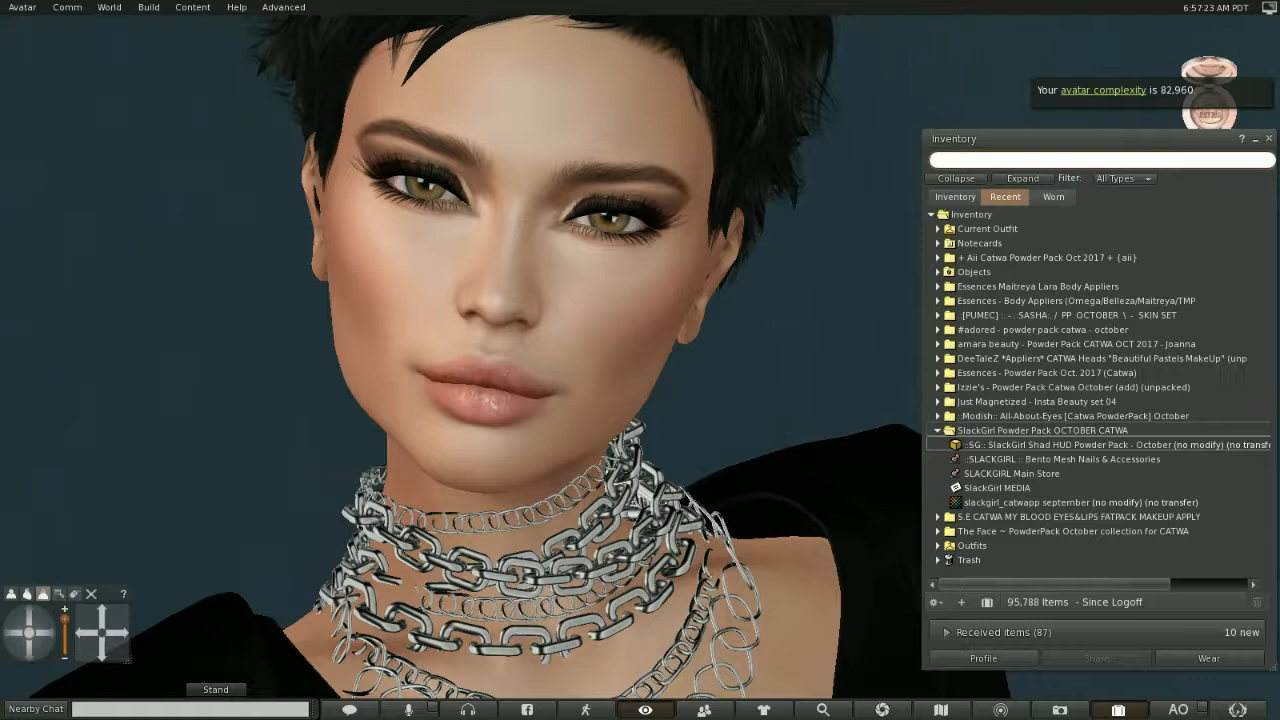 Avatar Comm World Build Content Help Advanced
6:57:23 AM PDT
Your avatar complexity is 82,960.
Inventory
Collapse Expand Filter: All Types
Inventory Recent Worn
Inventory
Current Outfit
Notecards
+ Aii Catwa Powder Pack Oct 2017 + {aii}
Objects
Essences Maitreya Lara Body Appliers
Essences - Body Appliers (Omega/Belleza/Maitreya/TMP
:[PUMEC] :. - .:SASHA:. / PP OCTOBER \ - SKIN SET
#adored - powder pack catwa - october
amara beauty - Powder Pack CATWA OCT 2017 - Joanna
DeeTaleZ *Appliers* CATWA Heads "Beautiful Pastels MakeUp" (unp
Essences - Powder Pack Oct. 2017 (Catwa)
Izzie's - Powder Pack Catwa October (add) (unpacked)
Just Magnetized - Insta Beauty set 04
::Modish:: All-About-Eyes [Catwa PowderPack] October
SlackGirl Powder Pack OCTOBER CATWA
::SG:: SlackGirl Shad HUD Powder Pack - October (no modify) (no transfe
::SLACKGIRL :: Bento Mesh Nails & Accessories
SLACKGIRL Main Store
SlackGirl MEDIA
slackgirl_catwapp september (no modify) (no transfer)
S.E CATWA MY BLOOD EYES&LIPS FATPACK MAKEUP APPLY
The Face ~ PowderPack October collection for CATWA
Outfits
Trash
95,788 Items - Since Logoff
Received items (87) 10 new
Profile Share Wear
?
Stand
Nearby Chat
AO